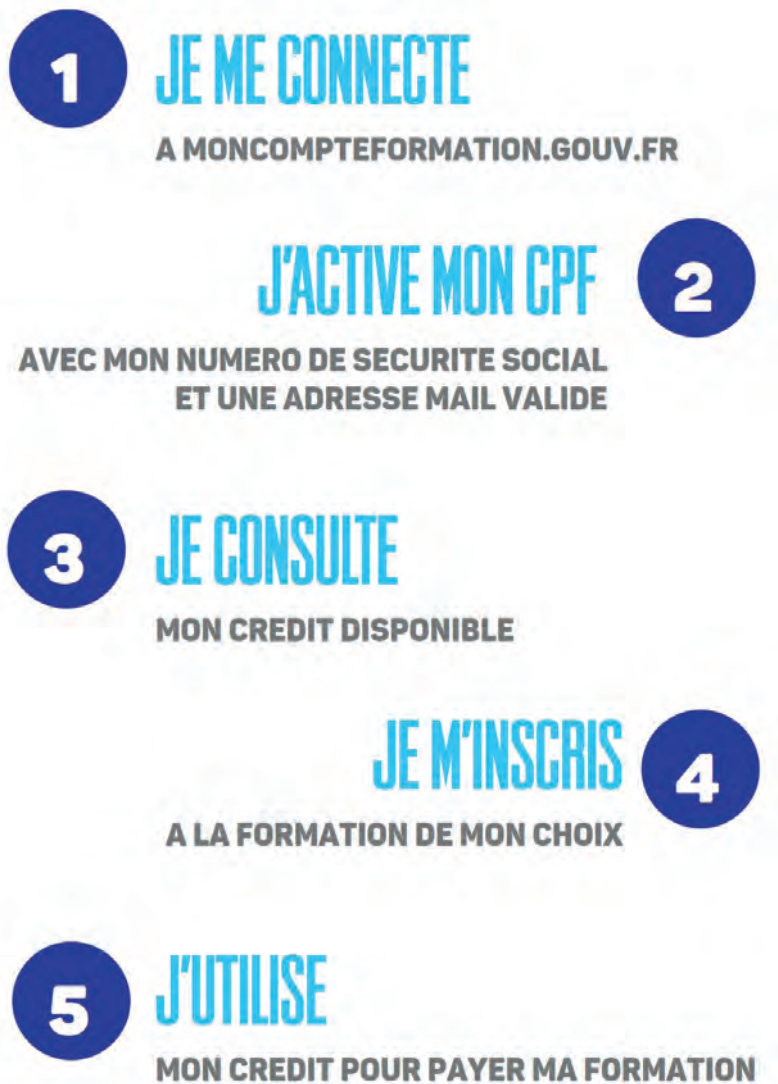 1
JE ME CONNECTE
A MONCOMPTEFORMATION.GOUV.FR
J'ACTIVE MON CPF
2
AVEC MON NUMERO DE SECURITE SOCIAL
ET UNE ADRESSE MAIL VALIDE
3
JE CONSULTE
MON CREDIT DISPONIBLE
JE M'INSCRIS
4
A LA FORMATION DE MON CHOIX
5
J'UTILISE
MON CREDIT POUR PAYER MA FORMATION